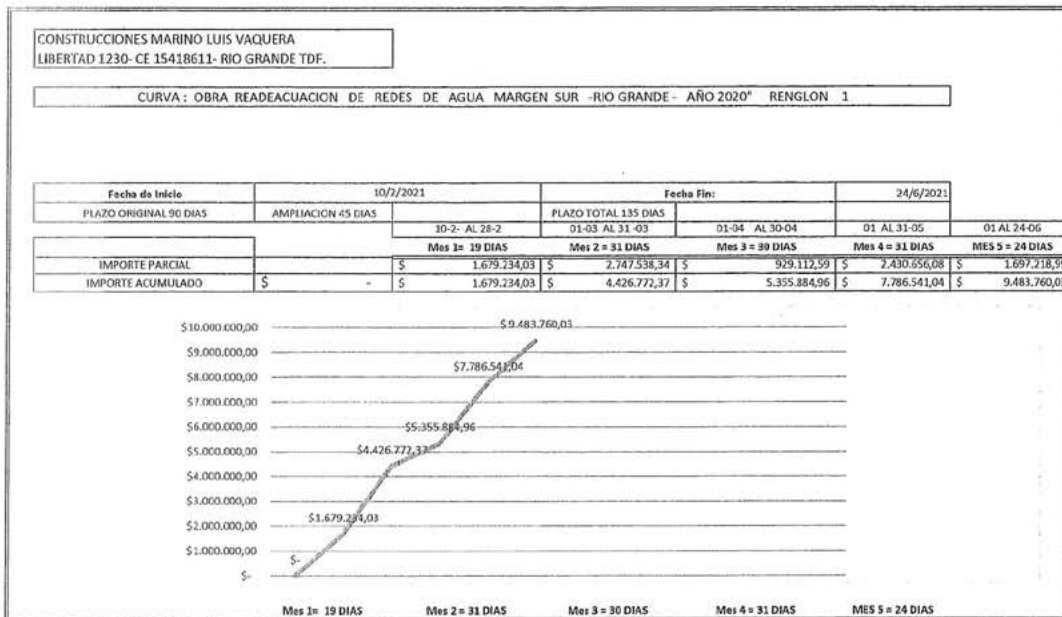 CONSTRUCCIONES MARINO LUIS VAQUERA
LIBERTAD 1230- CE 15418611- RIO GRANDE TDF.
CURVA : OBRA READEACUACION DE REDES DE AGUA MARGEN SUR -RIO GRANDE - AÑO 2020" RENGLON 1
Fecha de Inicio 10/2/2021 Fecha Fin: 24/6/2021
PLAZO ORIGINAL 90 DIAS AMPLIACION 45 DIAS PLAZO TOTAL 135 DIAS
10-2- AL 28-2 01-03 AL 31-03 01-04 AL 30-04 01 AL 31-05 01 AL 24-06
Mes 1= 19 DIAS Mes 2 = 31 DIAS Mes 3 = 30 DIAS Mes 4 = 31 DIAS MES 5 = 24 DIAS
IMPORTE PARCIAL $ 1.679.234,03 $ 2.747.538,34 $ 929.112,59 $ 2.430.656,08 $ 1.697.218,99
IMPORTE ACUMULADO $ - $ 1.679.234,03 $ 4.426.772,37 $ 5.355.884,96 $ 7.786.541,04 $ 9.483.760,03
$10.000.000,00
$9.483.760,03
$9.000.000,00
$7.786.541,04
$8.000.000,00
$7.000.000,00
$6.000.000,00
$5.355.884,96
$5.000.000,00
$4.426.772,37
$4.000.000,00
$3.000.000,00
$1.679.234,03
$2.000.000,00
$1.000.000,00
$-
$-
Mes 1= 19 DIAS Mes 2 = 31 DIAS Mes 3 = 30 DIAS Mes 4 = 31 DIAS MES 5 = 24 DIAS